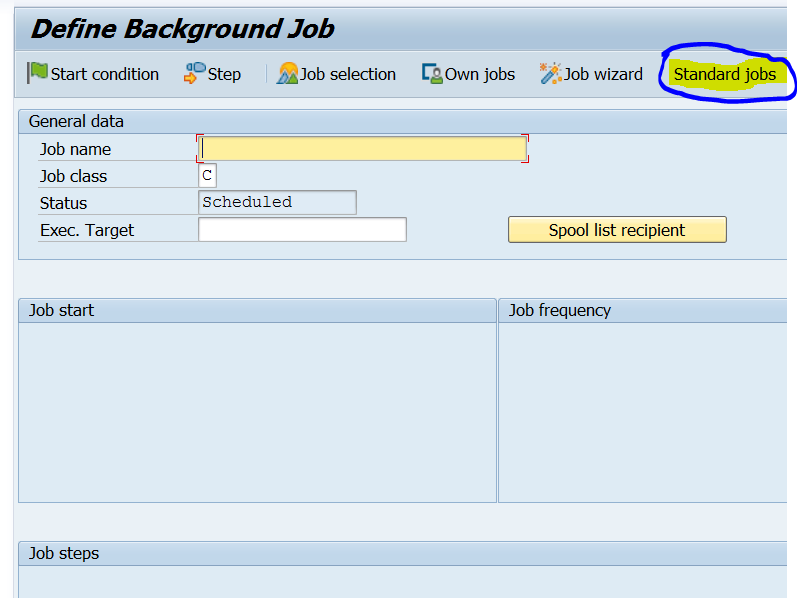 Define Background Job
Start condition Step Job selection Own jobs Job wizard Standard jobs
General data
Job name
Job class C
Status Scheduled
Exec. Target Spool list recipient
Job start Job frequency
Job steps